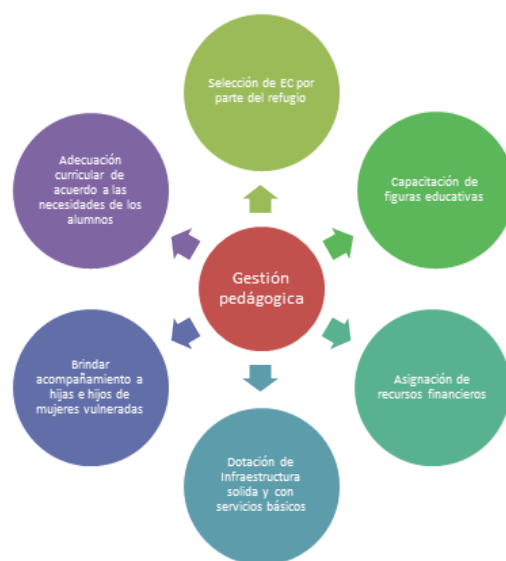 Selección de EC por
parte del refugio
Adecuación
curricular de
acuerdo a las
necesidades de los
alumnos
Capacitación de
figuras educativas
Gestión
pedágogica
Brindar
acompañamiento a
hijas e hijos de
mujeres vulneradas
Asignación de
recursos financieros
Dotación de
Infraestructura
solida y con
servicios básicos